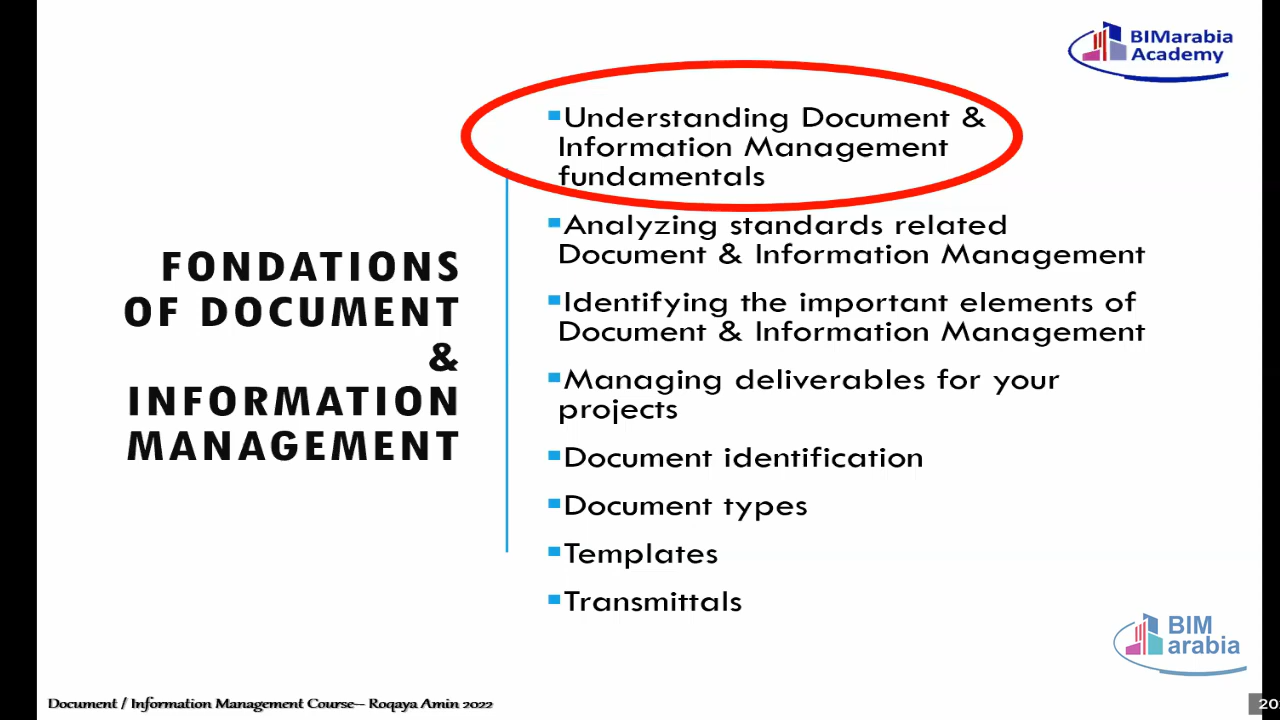 BIMarabia
Academy
Understanding Document &
Information Management
fundamentals
Analyzing standards related
Document & Information Management
Identifying the important elements of
Document & Information Management
Managing deliverables for your
projects
Document identification
Document types
Templates
Transmittals
FONDATIONS
OF DOCUMENT
&
INFORMATION
MANAGEMENT
BIM
arabia
Document / Information Management Course-- Roqaya Amin 2022
20